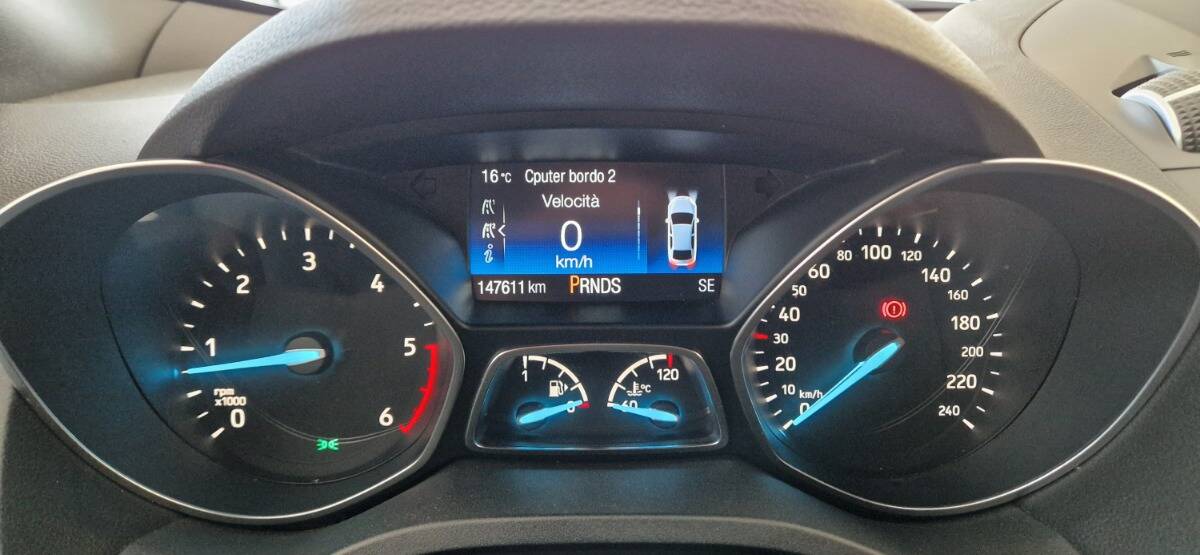 16 °C Cputer bordo 2
Velocità
0
km/h
147611 km PRNDS SE
0 1 2 3 4 5 6
rpm
x1000
1 0
60 120
°C
0 10 20 30 40 50 60 80 100 120 140 160 180 200 220 240
km/h